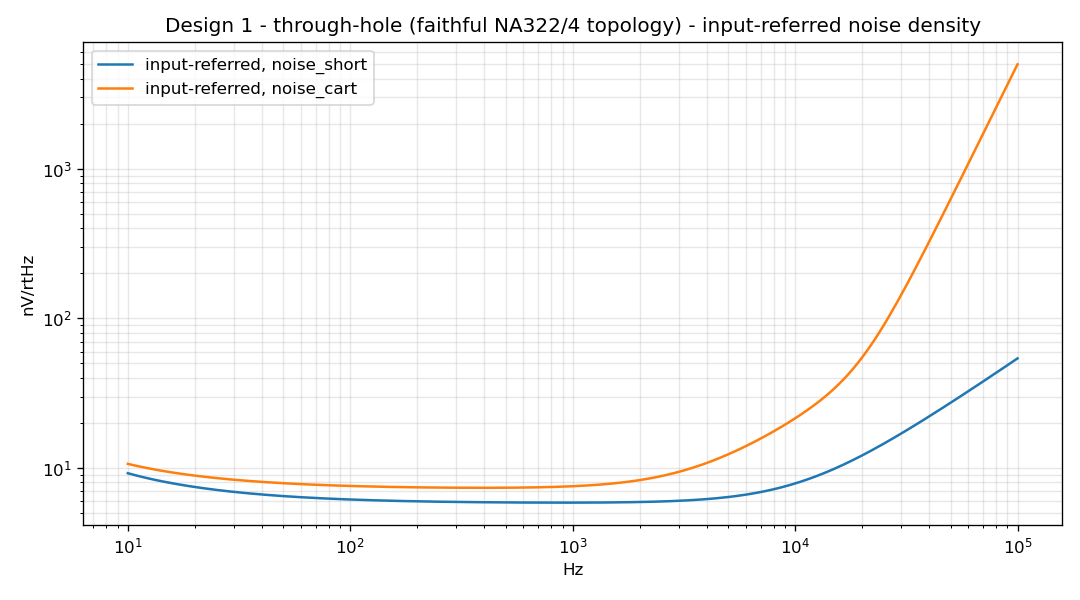 Design 1 - through-hole (faithful NA322/4 topology) - input-referred noise density
input-referred, noise_short
input-referred, noise_cart
nV/rtHz
10³
10²
10¹
10¹
10²
10³
10⁴
10⁵
Hz